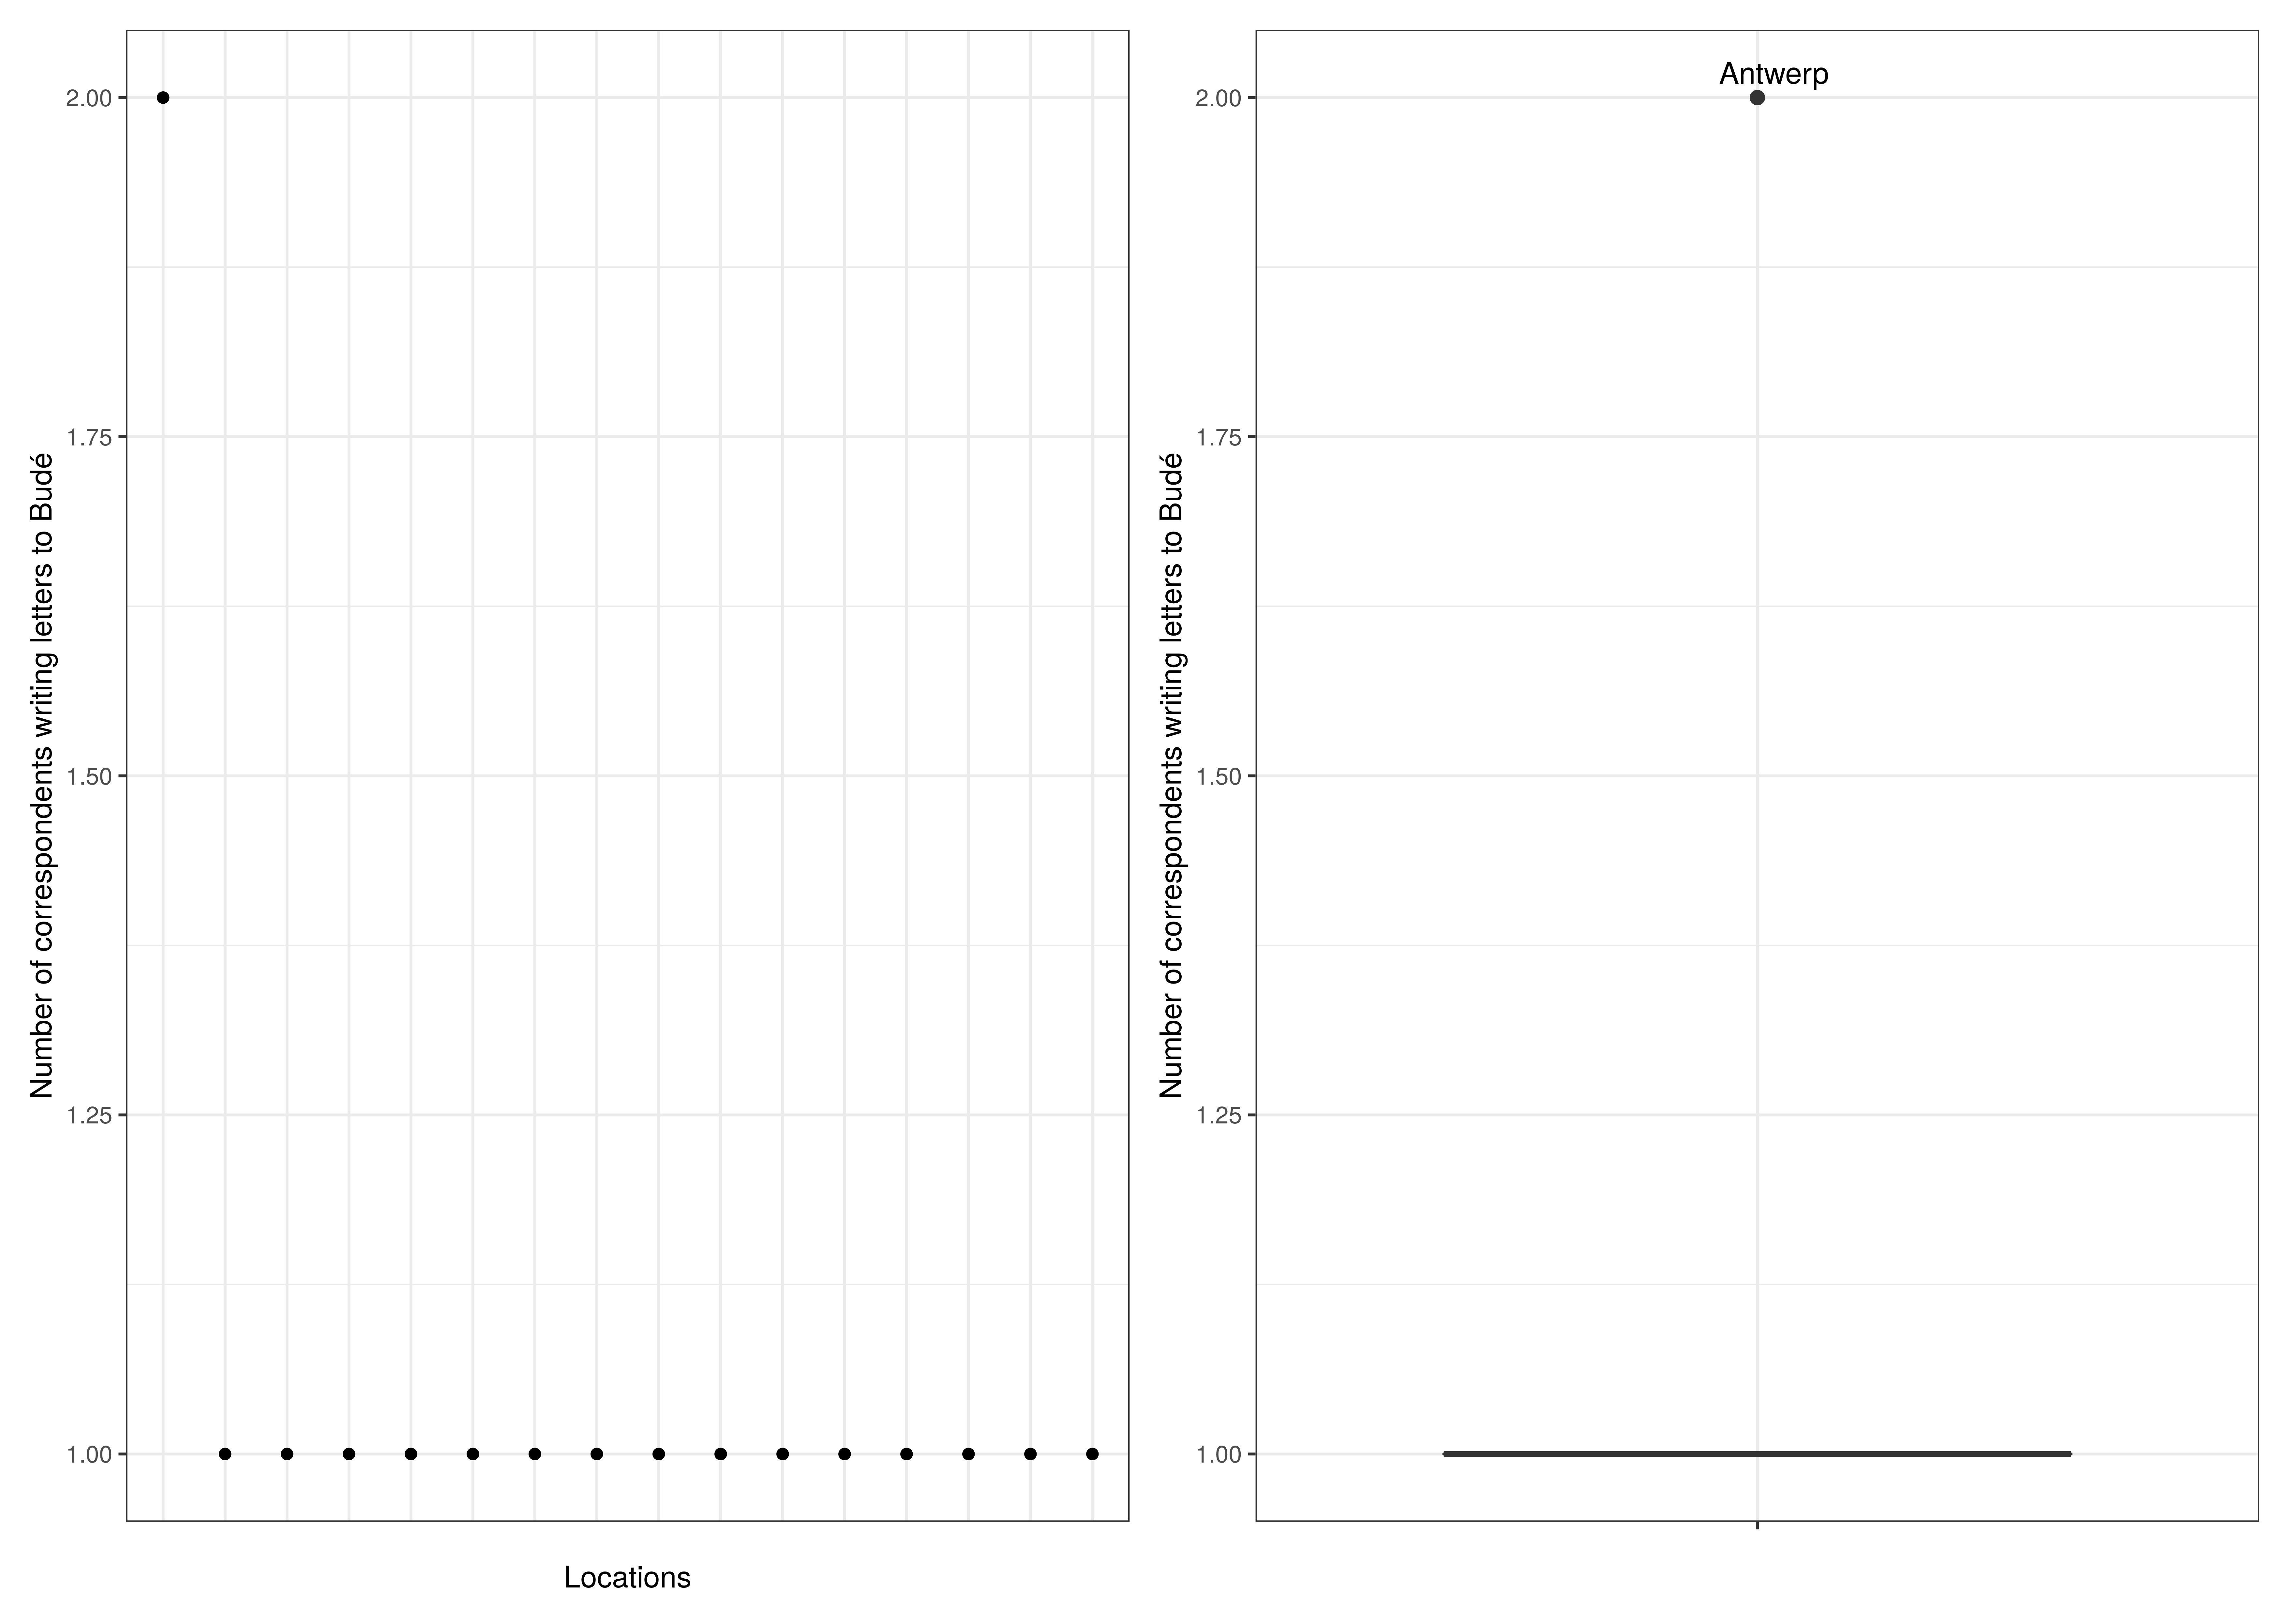 Number of correspondents writing letters to Budé
2.00
1.75
1.50
1.25
1.00
Locations
Number of correspondents writing letters to Budé
2.00
1.75
1.50
1.25
1.00
Antwerp